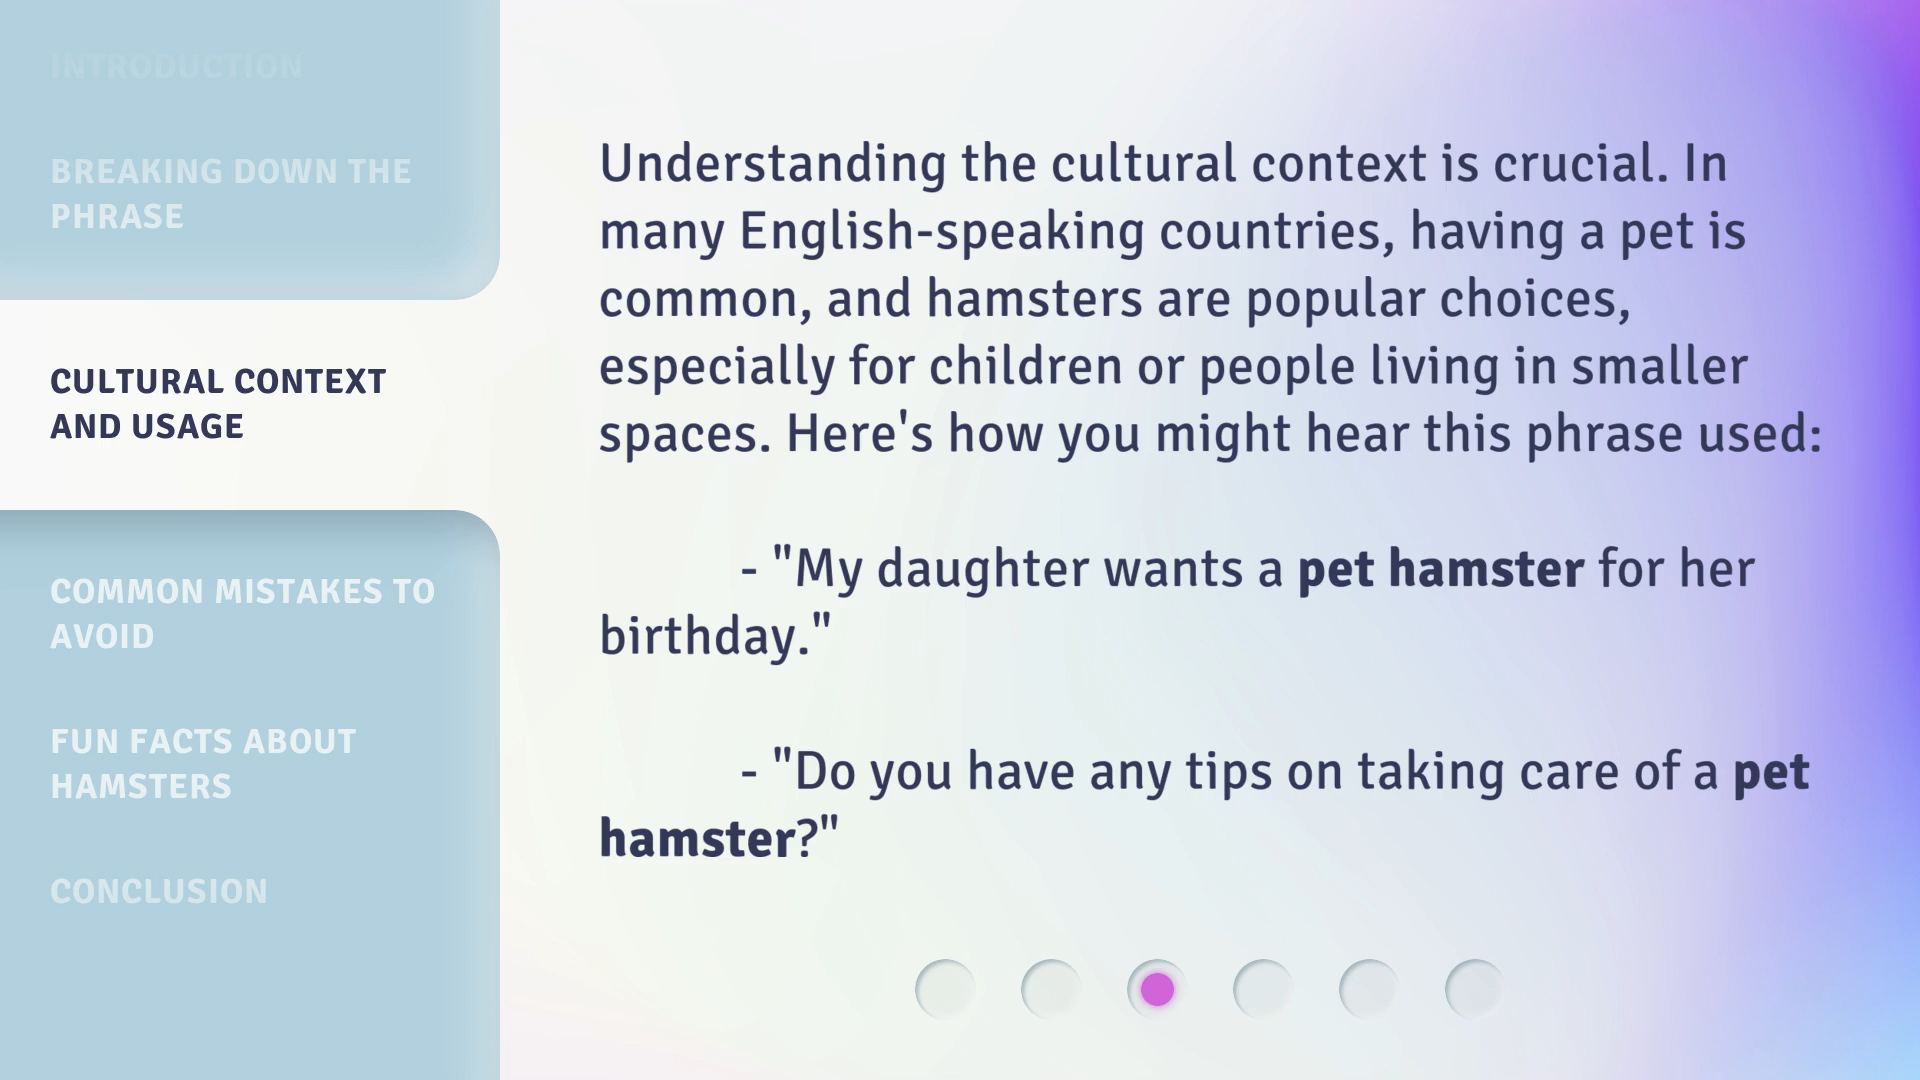 INTRODUCTION
BREAKING DOWN THE
PHRASE
CULTURAL CONTEXT
AND USAGE
COMMON MISTAKES TO
AVOID
FUN FACTS ABOUT
HAMSTERS
CONCLUSION
Understanding the cultural context is crucial. In
many English-speaking countries, having a pet is
common, and hamsters are popular choices,
especially for children or people living in smaller
spaces. Here's how you might hear this phrase used:
- "My daughter wants a pet hamster for her
birthday."
- "Do you have any tips on taking care of a pet
hamster?"